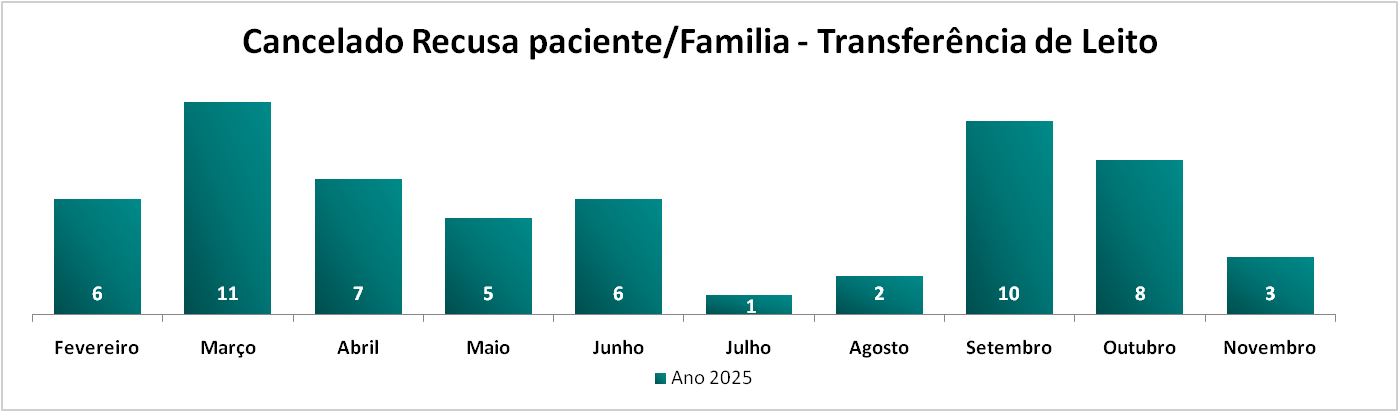 Cancelado Recusa paciente/Familia - Transferência de Leito
6 11 7 5 6 1 2 10 8 3
Fevereiro Março Abril Maio Junho Julho Agosto Setembro Outubro Novembro
Ano 2025